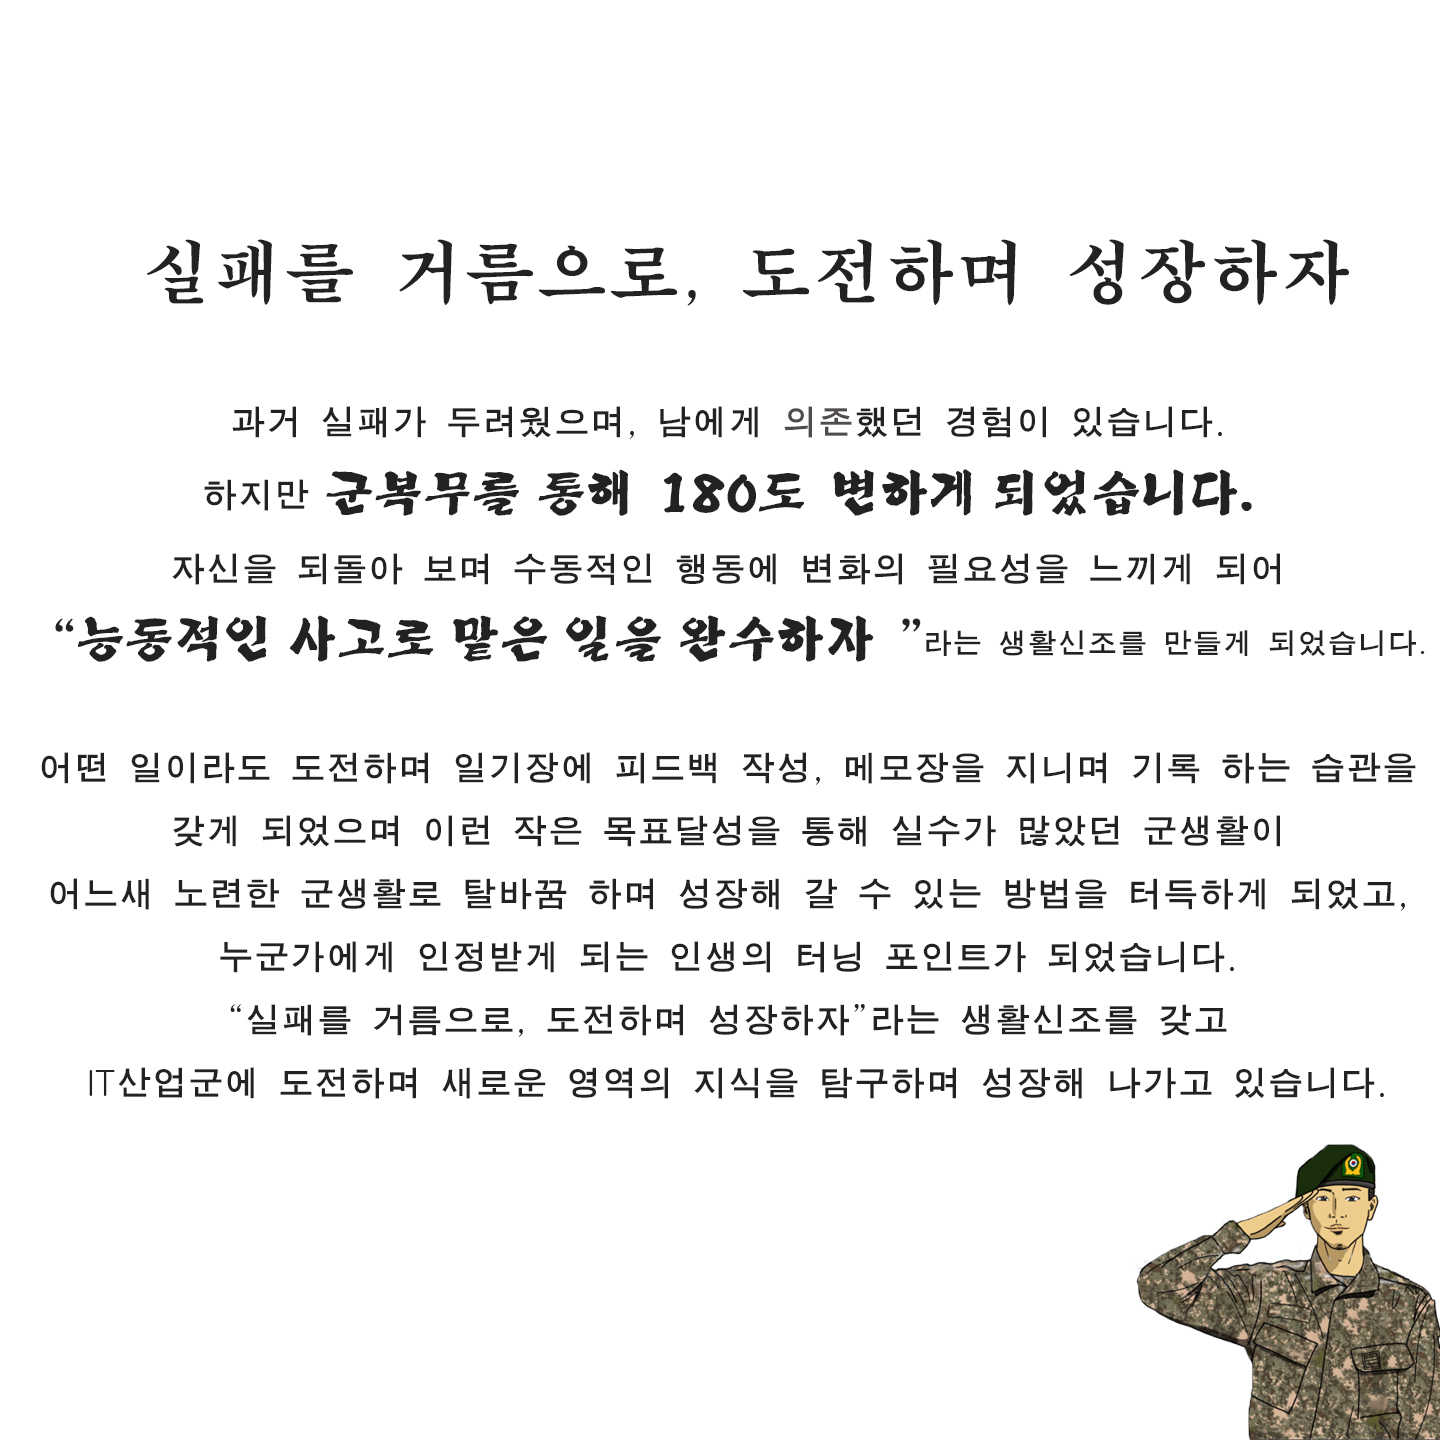 실패를 거름으로, 도전하며 성장하자
과거 실패가 두려웠으며, 남에게 의존했던 경험이 있습니다.
하지만 군복무를 통해 180도 변하게 되었습니다.
자신을 되돌아 보며 수동적인 행동에 변화의 필요성을 느끼게 되어
“능동적인 사고로 맡은 일을 완수하자 ”라는 생활신조를 만들게 되었습니다.
어떤 일이라도 도전하며 일기장에 피드백 작성, 메모장을 지니며 기록 하는 습관을
갖게 되었으며 이런 작은 목표달성을 통해 실수가 많았던 군생활이
어느새 노련한 군생활로 탈바꿈 하며 성장해 갈 수 있는 방법을 터득하게 되었고,
누군가에게 인정받게 되는 인생의 터닝 포인트가 되었습니다.
“실패를 거름으로, 도전하며 성장하자”라는 생활신조를 갖고
IT산업군에 도전하며 새로운 영역의 지식을 탐구하며 성장해 나가고 있습니다.